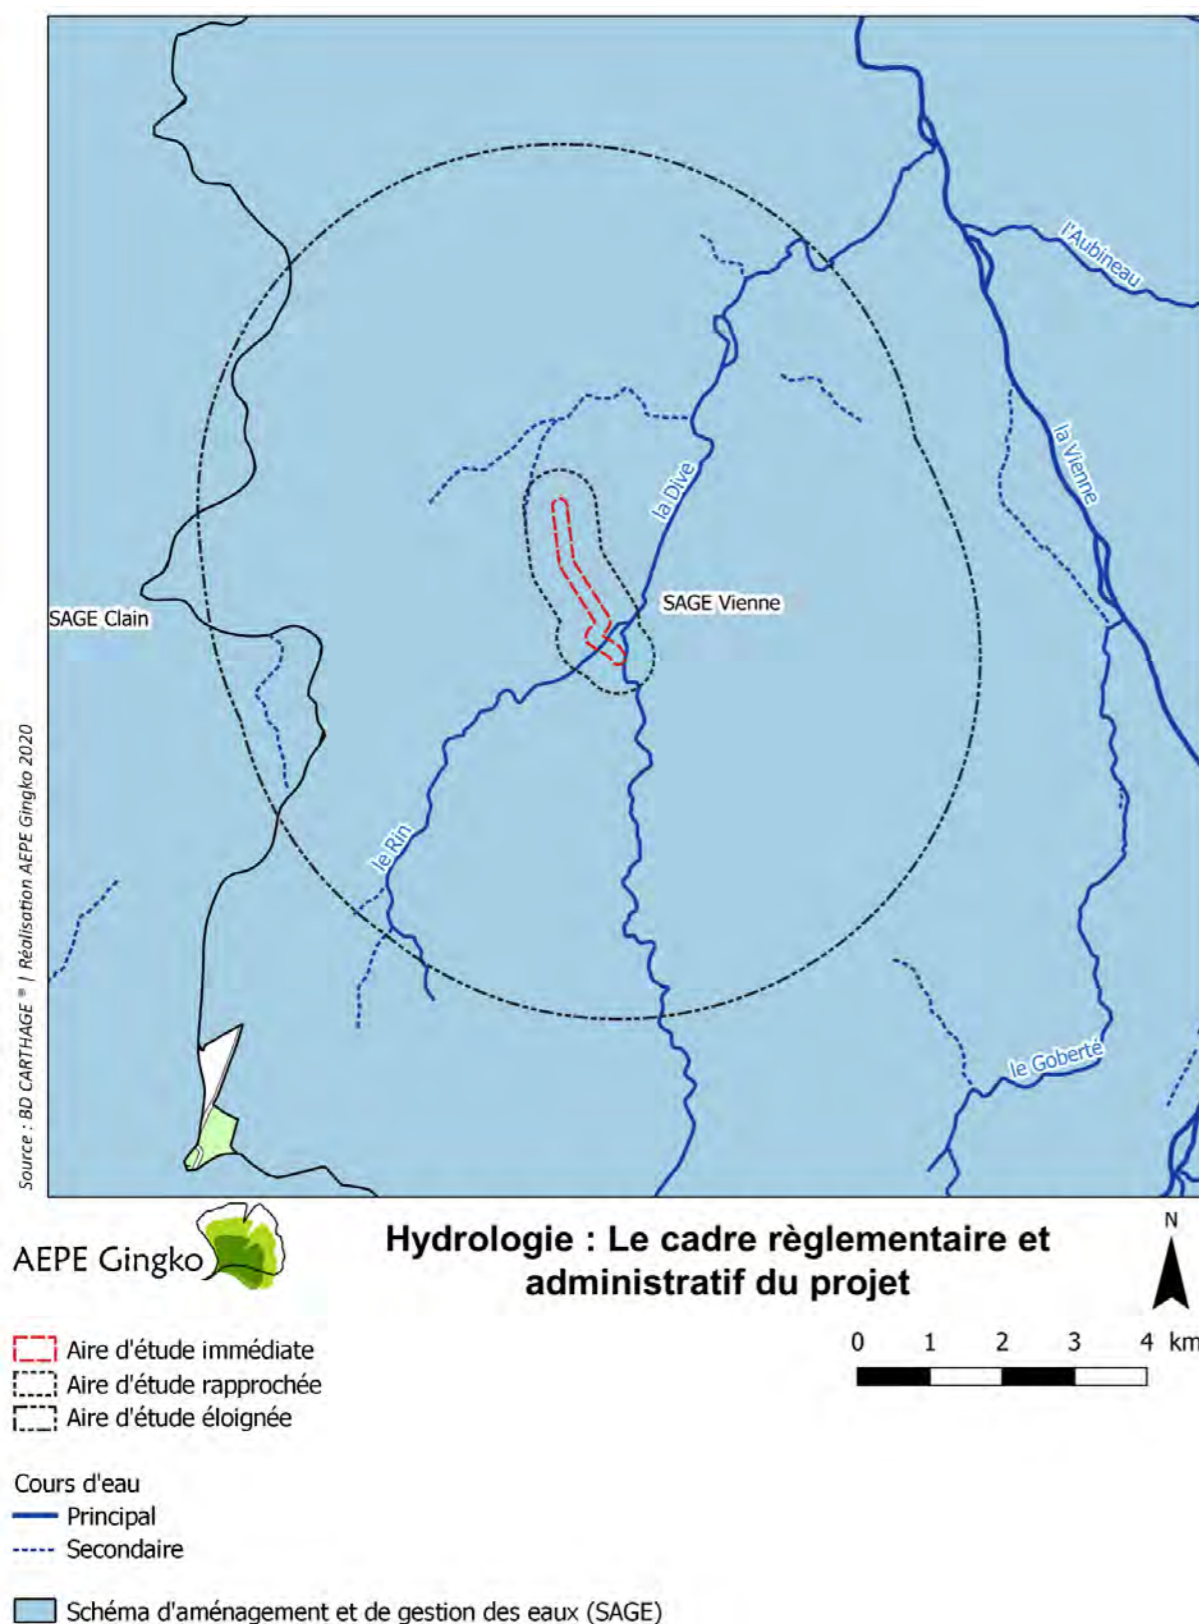 l'Aubineau
la Vienne
la Dive
SAGE Vienne
SAGE Clain
le Rin
le Goberté
Source : BD CARTHAGE ® | Réalisation AEPE Gingko 2020
AEPE Gingko
Hydrologie : Le cadre règlementaire et
administratif du projet
N
0 1 2 3 4 km
Aire d'étude immédiate
Aire d'étude rapprochée
Aire d'étude éloignée
Cours d'eau
Principal
Secondaire
Schéma d'aménagement et de gestion des eaux (SAGE)